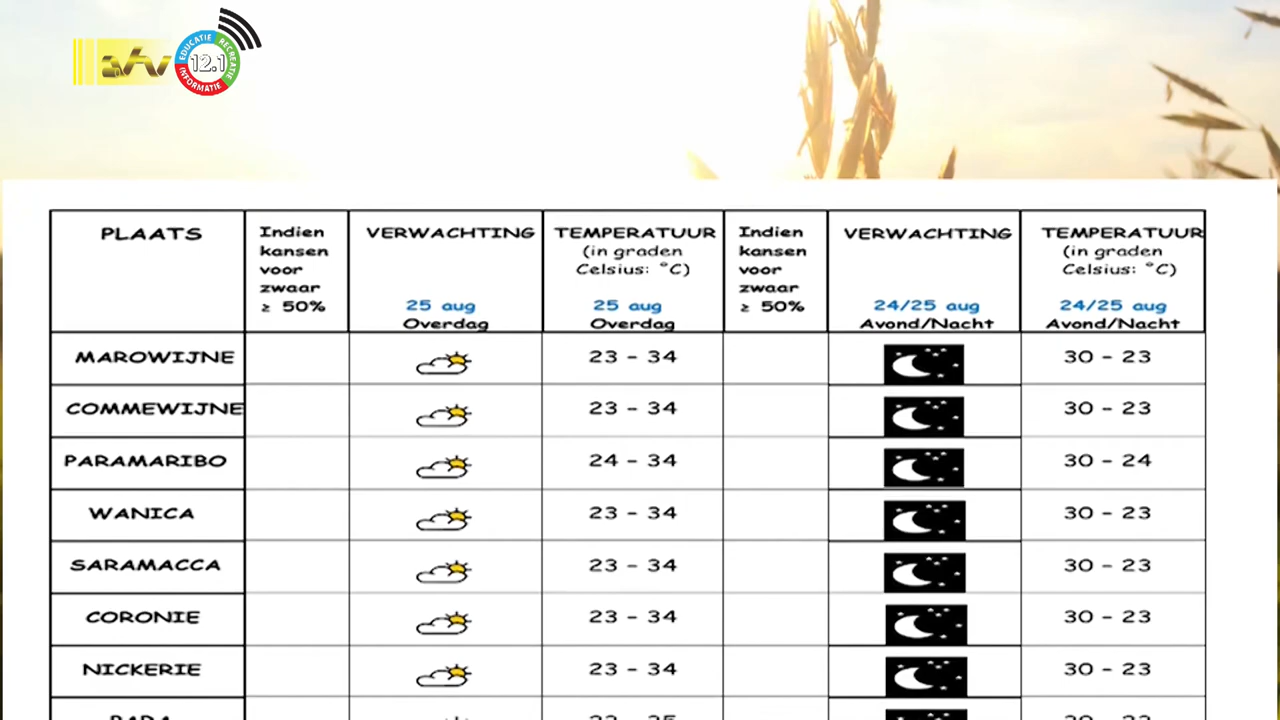 atv
EDUCATIE RECREATIE INFORMATIE
12.1
PLAATS
Indien kansen voor zwaar ≥ 50%
VERWACHTING
25 aug
Overdag
TEMPERATUUR
(in graden
Celsius: °C)
25 aug
Overdag
Indien kansen voor zwaar ≥ 50%
VERWACHTING
24/25 aug
Avond/Nacht
TEMPERATUUR
(in graden
Celsius: °C)
24/25 aug
Avond/Nacht
MAROWIJNE 23 - 34 30 - 23
COMMEWIJNE 23 - 34 30 - 23
PARAMARIBO 24 - 34 30 - 24
WANICA 23 - 34 30 - 23
SARAMACCA 23 - 34 30 - 23
CORONIE 23 - 34 30 - 23
NICKERIE 23 - 34 30 - 23